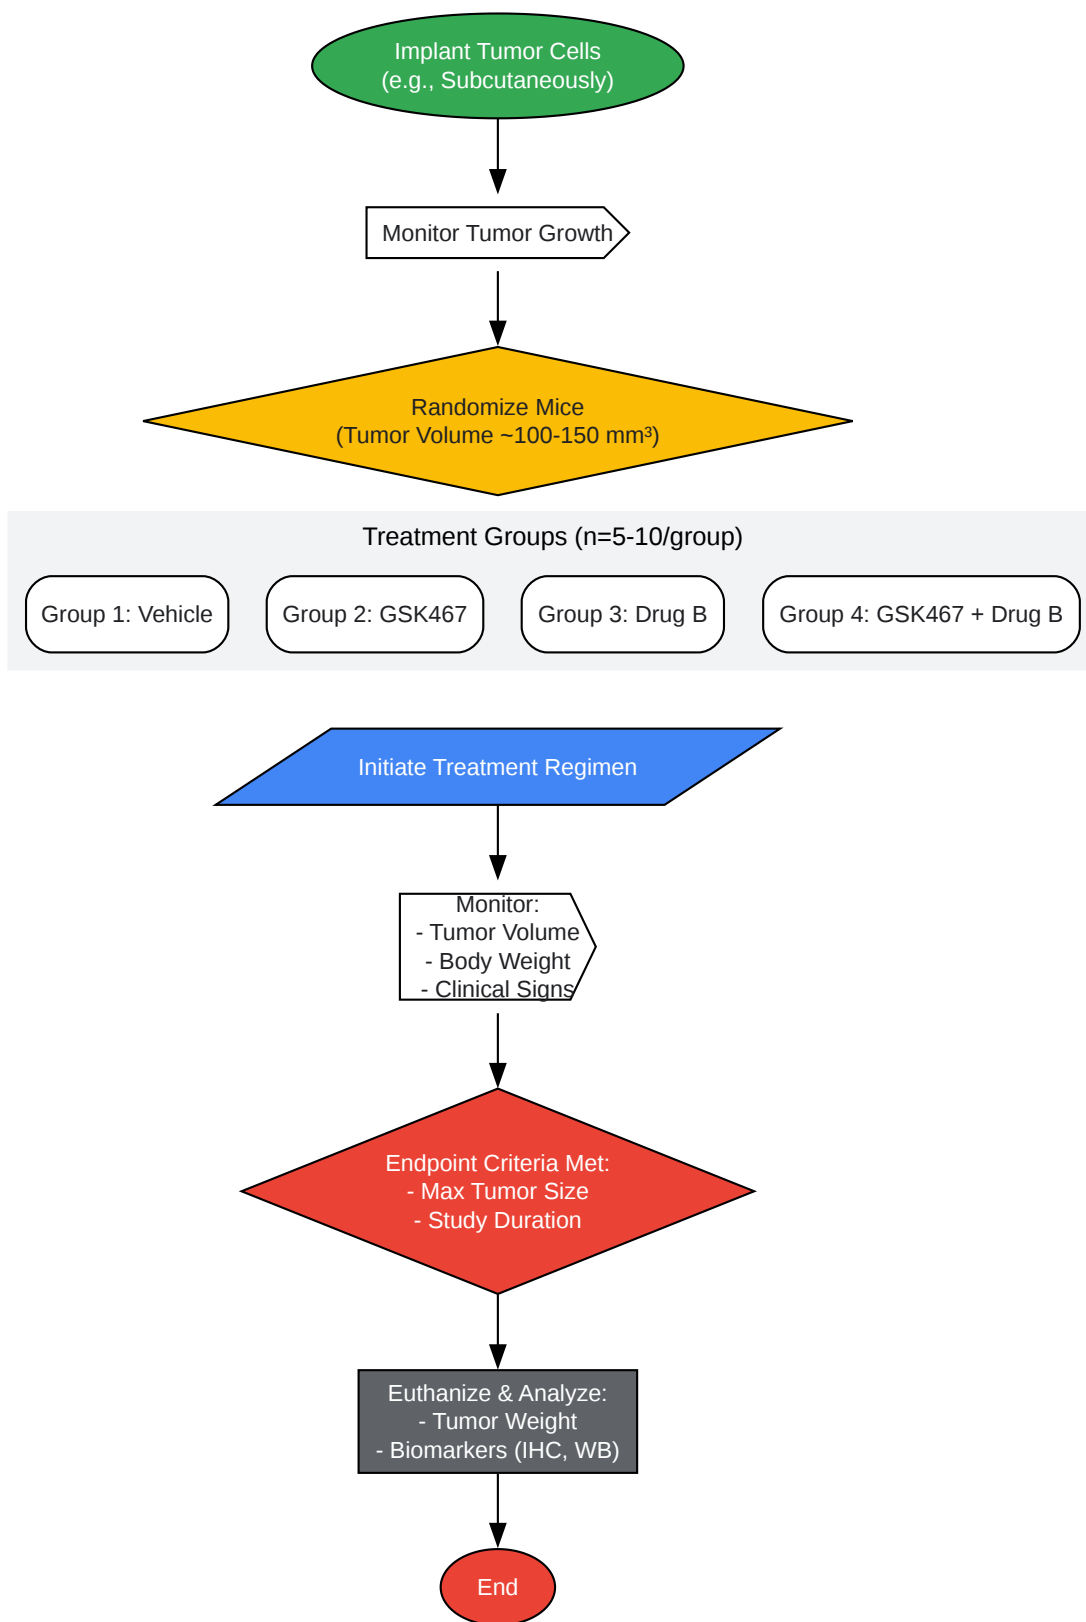 Implant Tumor Cells
(e.g., Subcutaneously)
Monitor Tumor Growth
Randomize Mice
(Tumor Volume ~100-150 mm³)
Treatment Groups (n=5-10/group)
Group 1: Vehicle
Group 2: GSK467
Group 3: Drug B
Group 4: GSK467 + Drug B
Initiate Treatment Regimen
Monitor:
- Tumor Volume
- Body Weight
- Clinical Signs
Endpoint Criteria Met:
- Max Tumor Size
- Study Duration
Euthanize & Analyze:
- Tumor Weight
- Biomarkers (IHC, WB)
End